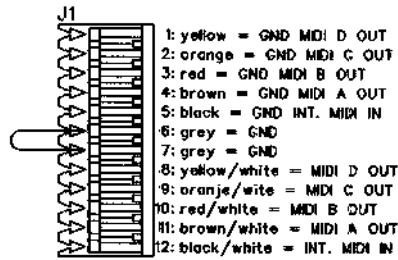 J1
1: yellow = GND MIDI D OUT
2: orange = GND MIDI C OUT
3: red = GND MIDI B OUT
4: brown = GND MIDI A OUT
5: black = GND INT. MIDI IN
6: grey = GND
7: grey = GND
8: yellow/white = MIDI D OUT
9: oranje/wite = MIDI C OUT
10: red/white = MIDI B OUT
11: brown/white = MIDI A OUT
12: black/white = INT. MIDI IN